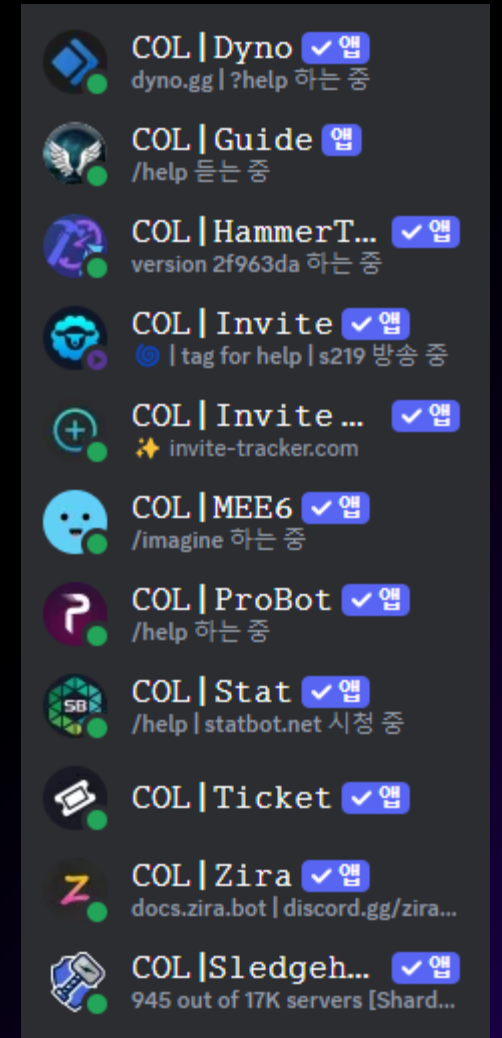 COL|Dyno ✓ 앱
dyno.gg | ?help 하는 중
COL|Guide 앱
/help 듣는 중
COL|HammerT... ✓ 앱
version 2f963da 하는 중
COL|Invite ✓ 앱
🌀 | tag for help | s219 방송 중
COL|Invite ... ✓ 앱
✨ invite-tracker.com
COL|MEE6 ✓ 앱
/imagine 하는 중
COL|ProBot ✓ 앱
/help 하는 중
SB
COL|Stat ✓ 앱
/help | statbot.net 시청 중
COL|Ticket ✓ 앱
COL|Zira ✓ 앱
docs.zira.bot | discord.gg/zira...
COL|Sledgeh... ✓ 앱
945 out of 17K servers [Shard...